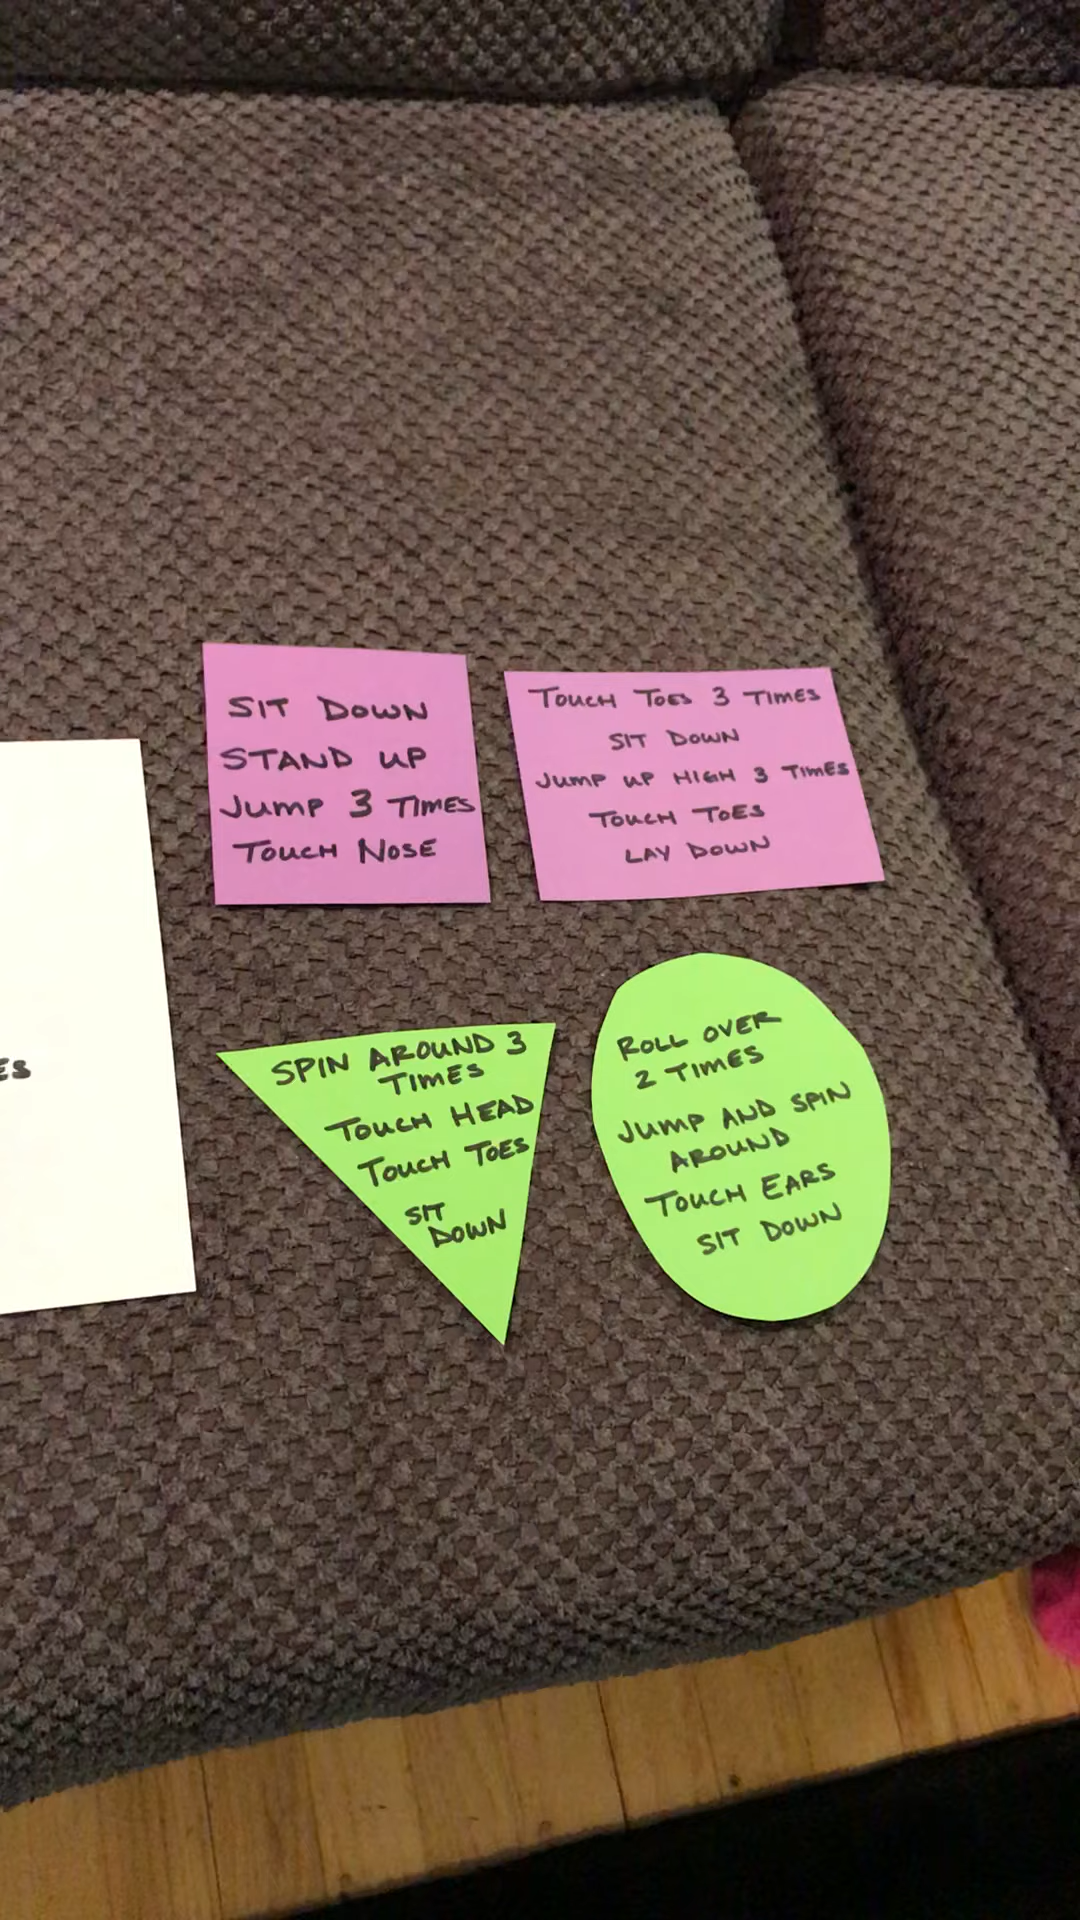 SIT DOWN
STAND UP
JUMP 3 TIMES
TOUCH NOSE
TOUCH TOES 3 TIMES
SIT DOWN
JUMP UP HIGH 3 TIMES
TOUCH TOES
LAY DOWN
SPIN AROUND 3
TIMES
TOUCH HEAD
TOUCH TOES
SIT
DOWN
ROLL OVER
2 TIMES
JUMP AND SPIN
AROUND
TOUCH EARS
SIT DOWN